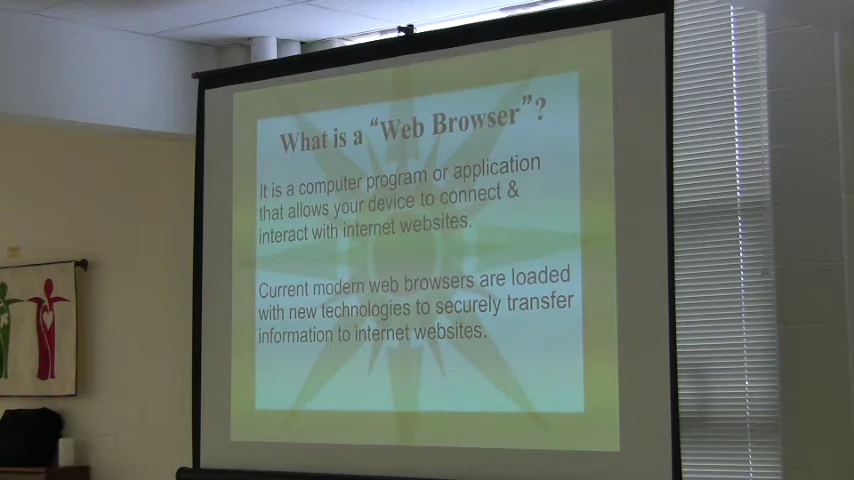 What is a “Web Browser”?
It is a computer program or application
that allows your device to connect &
interact with internet websites.
Current modern web browsers are loaded
with new technologies to securely transfer
information to internet websites.